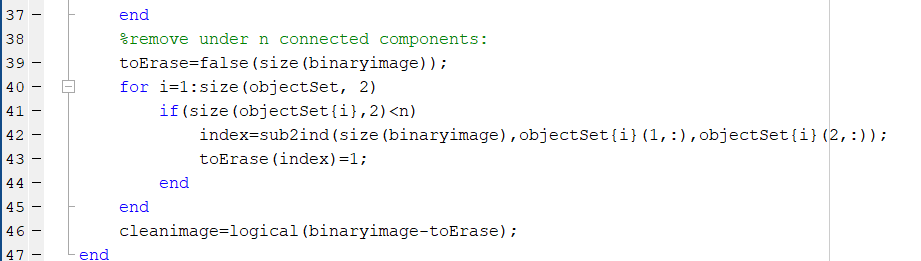 37 – end
38 %remove under n connected components:
39 – toErase=false(size(binaryimage));
40 – for i=1:size(objectSet, 2)
41 – if(size(objectSet{i},2)<n)
42 – index=sub2ind(size(binaryimage),objectSet{i}(1,:),objectSet{i}(2,:));
43 – toErase(index)=1;
44 – end
45 – end
46 – cleanimage=logical(binaryimage-toErase);
47 – end